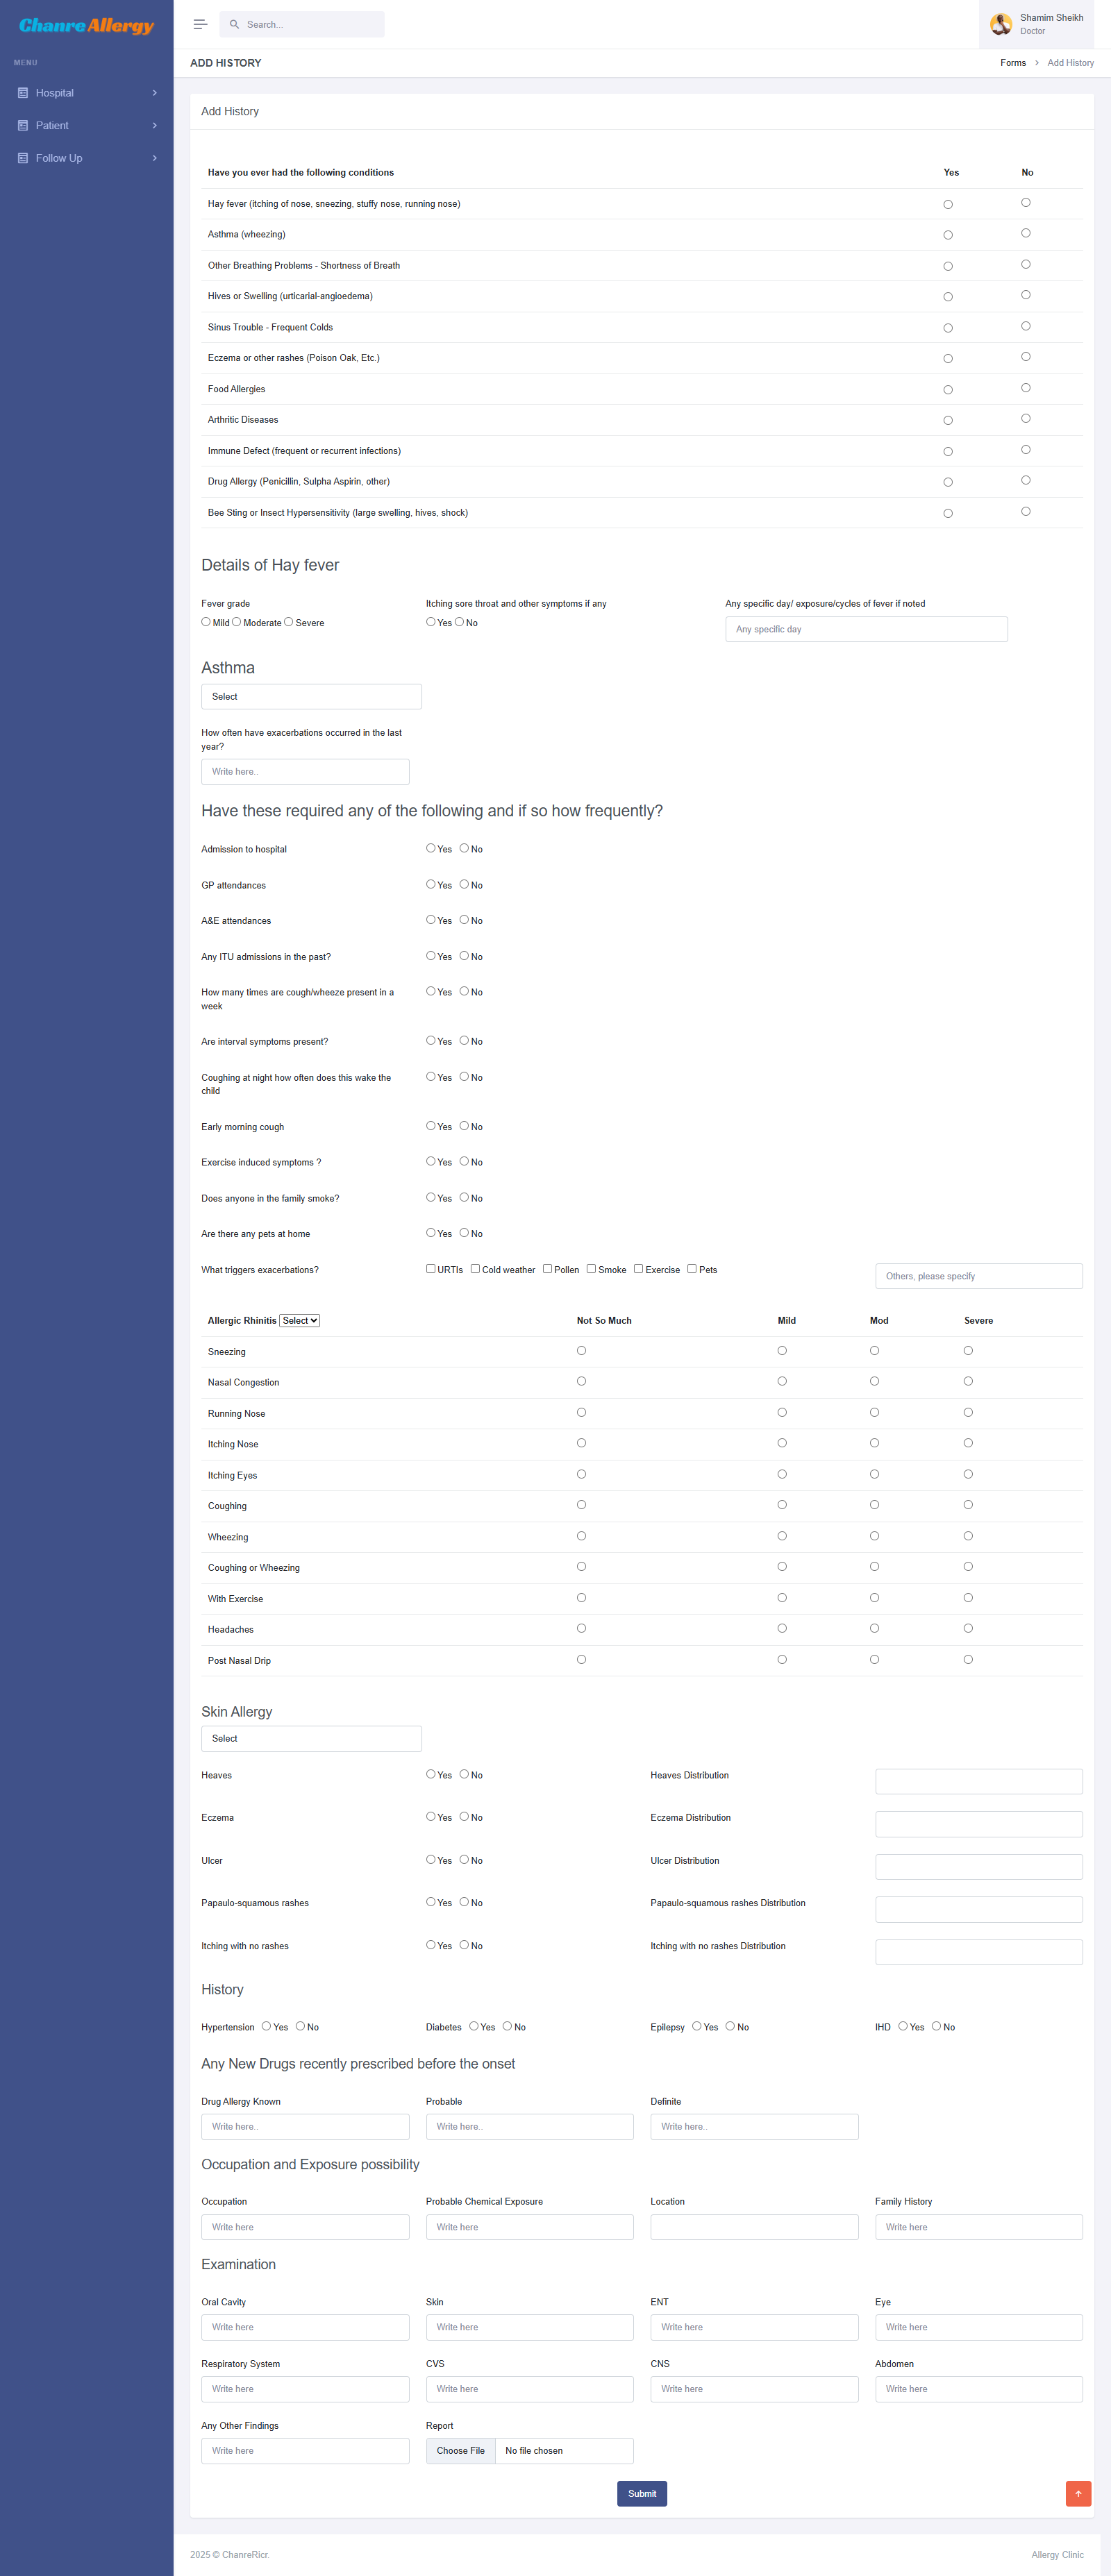 Chanre Allergy
Search...
Shamim Sheikh
Doctor
MENU
Hospital
Patient
Follow Up
ADD HISTORY
Forms > Add History
Add History
Have you ever had the following conditions Yes No
Hay fever (itching of nose, sneezing, stuffy nose, running nose)
Asthma (wheezing)
Other Breathing Problems - Shortness of Breath
Hives or Swelling (urticarial-angioedema)
Sinus Trouble - Frequent Colds
Eczema or other rashes (Poison Oak, Etc.)
Food Allergies
Arthritic Diseases
Immune Defect (frequent or recurrent infections)
Drug Allergy (Penicillin, Sulpha Aspirin, other)
Bee Sting or Insect Hypersensitivity (large swelling, hives, shock)
Details of Hay fever
Fever grade Itching sore throat and other symptoms if any Any specific day/ exposure/cycles of fever if noted
Mild Moderate Severe Yes No Any specific day
Asthma
Select
How often have exacerbations occurred in the last
year?
Write here..
Have these required any of the following and if so how frequently?
Admission to hospital Yes No
GP attendances Yes No
A&E attendances Yes No
Any ITU admissions in the past? Yes No
How many times are cough/wheeze present in a Yes No
week
Are interval symptoms present? Yes No
Coughing at night how often does this wake the Yes No
child
Early morning cough Yes No
Exercise induced symptoms ? Yes No
Does anyone in the family smoke? Yes No
Are there any pets at home Yes No
What triggers exacerbations? URTIs Cold weather Pollen Smoke Exercise Pets Others, please specify
Allergic Rhinitis Select Not So Much Mild Mod Severe
Sneezing
Nasal Congestion
Running Nose
Itching Nose
Itching Eyes
Coughing
Wheezing
Coughing or Wheezing
With Exercise
Headaches
Post Nasal Drip
Skin Allergy
Select
Heaves Yes No Heaves Distribution
Eczema Yes No Eczema Distribution
Ulcer Yes No Ulcer Distribution
Papaulo-squamous rashes Yes No Papaulo-squamous rashes Distribution
Itching with no rashes Yes No Itching with no rashes Distribution
History
Hypertension Yes No Diabetes Yes No Epilepsy Yes No IHD Yes No
Any New Drugs recently prescribed before the onset
Drug Allergy Known Probable Definite
Write here.. Write here.. Write here..
Occupation and Exposure possibility
Occupation Probable Chemical Exposure Location Family History
Write here Write here Write here
Examination
Oral Cavity Skin ENT Eye
Write here Write here Write here Write here
Respiratory System CVS CNS Abdomen
Write here Write here Write here Write here
Any Other Findings Report
Write here Choose File No file chosen
Submit
2025 © ChanreRicr. Allergy Clinic